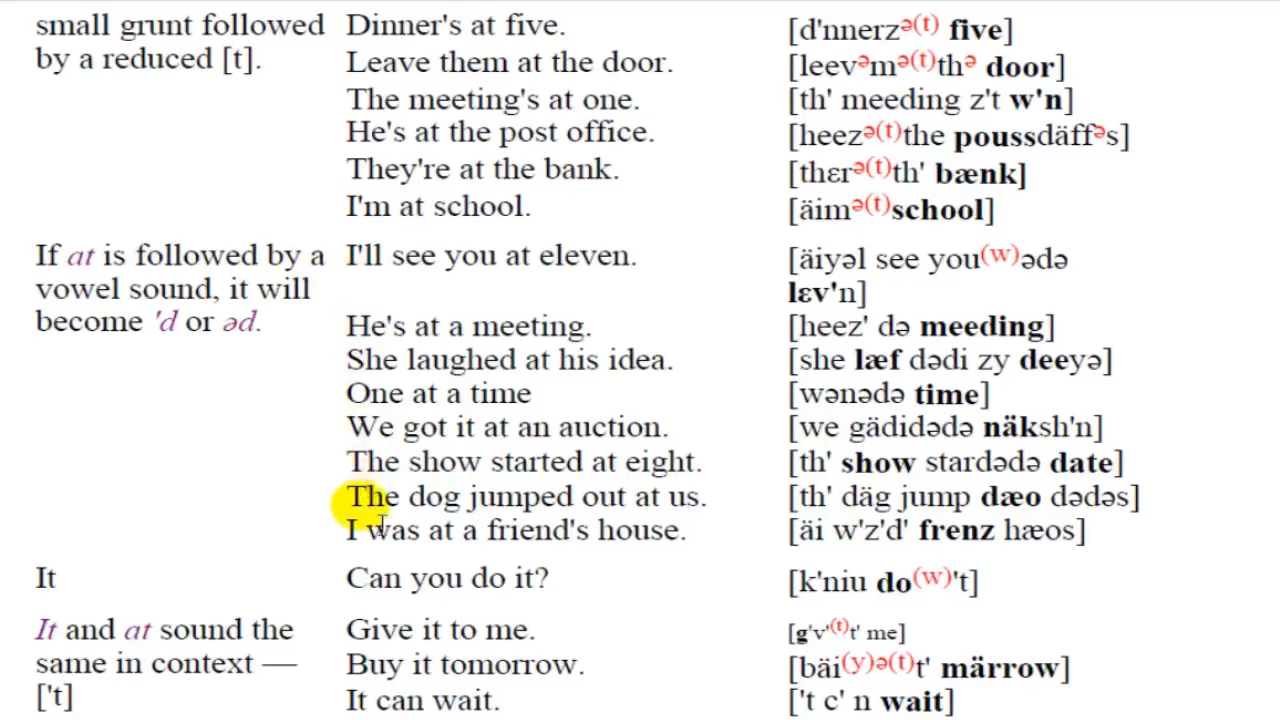 small grunt followed Dinner's at five. [d'nnerzə(t) five]
by a reduced [t]. Leave them at the door. [leevəmə(t)thə door]
The meeting's at one. [th' meeding z't w'n]
He's at the post office. [heezə(t)the poussdäffəs]
They're at the bank. [thɛrə(t)th' bænk]
I'm at school. [äimə(t)school]
If at is followed by a I'll see you at eleven. [äiyəl see you(w)ədə
vowel sound, it will lɛv'n]
become 'd or əd. He's at a meeting. [heez' də meeding]
She laughed at his idea. [she læf dədi zy deeyə]
One at a time [wənədə time]
We got it at an auction. [we gädidədə näksh'n]
The show started at eight. [th' show stardədə date]
The dog jumped out at us. [th' däg jump dæo dədəs]
I was at a friend's house. [äi w'z'd' frenz hæos]
It Can you do it? [k'niu do(w)'t]
It and at sound the Give it to me. [g'v'(t)t' me]
same in context — Buy it tomorrow. [bäi(y)ə(t)t' märrow]
['t] It can wait. ['t c' n wait]